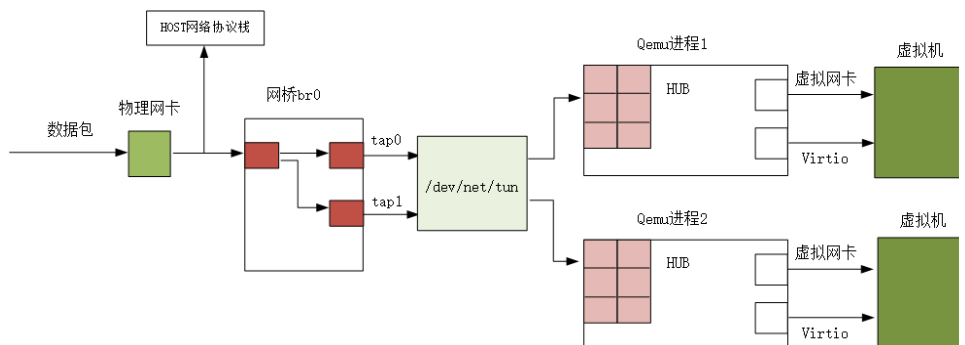 HOST网络协议栈
数据包
物理网卡
网桥br0
tap0
tap1
/dev/net/tun
Qemu进程1
HUB
虚拟网卡
Virtio
虚拟机
Qemu进程2
HUB
虚拟网卡
Virtio
虚拟机